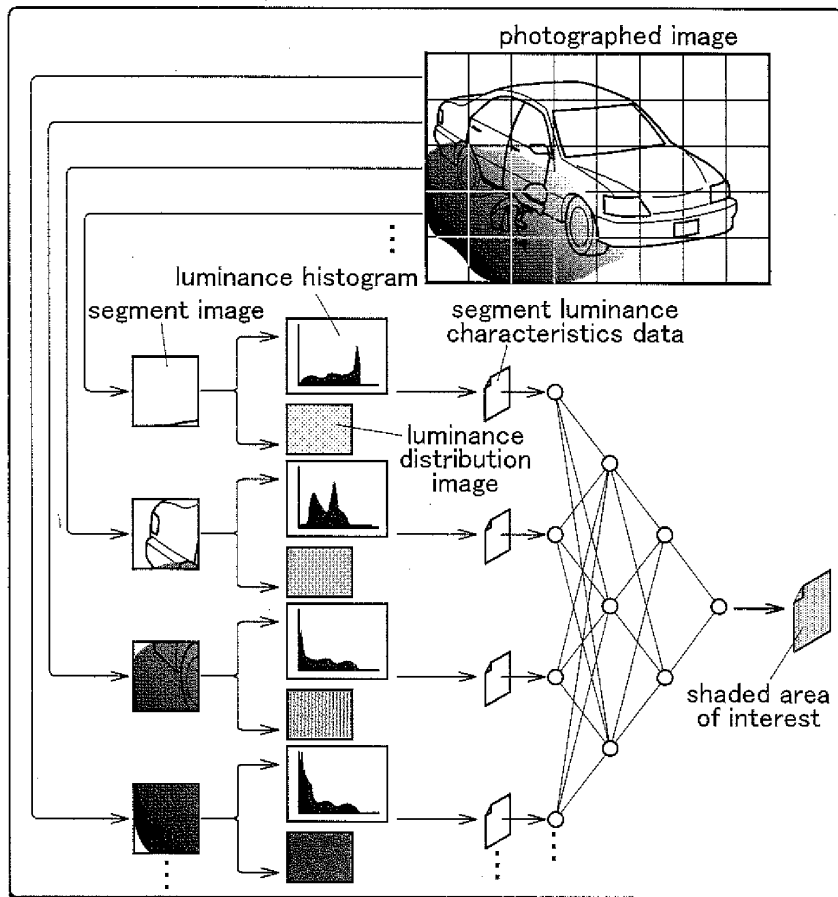 photographed image
luminance histogram
segment image
segment luminance
characteristics data
luminance
distribution
image
shaded area
of interest